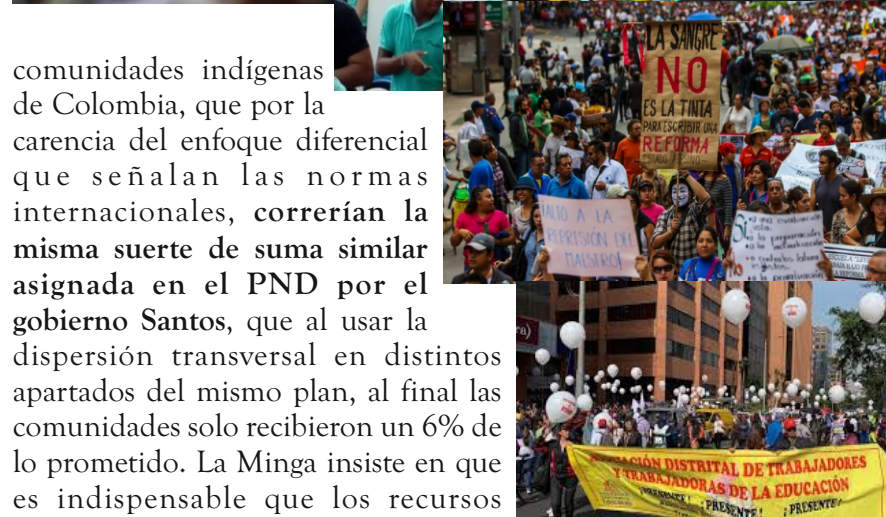 comunidades indígenas
de Colombia, que por la
carencia del enfoque diferencial
que señalan las normas
internacionales, correrían la
misma suerte de suma similar
asignada en el PND por el
gobierno Santos, que al usar la
dispersión transversal en distintos
apartados del mismo plan, al final las
comunidades solo recibieron un 6% de
lo prometido. La Minga insiste en que
es indispensable que los recursos
LA SANGRE
NO
ES LA TINTA
PARA ESCRIBIR UNA
REFORMA
ALTO A LA
REPRESIÓN DEL
MAESTRO!
DISTRITAL DE TRABAJADORES
Y TRABAJADORAS DE LA EDUCACIÓN
¡PRESENTE! ¡PRESENTE! ¡PRESENTE!